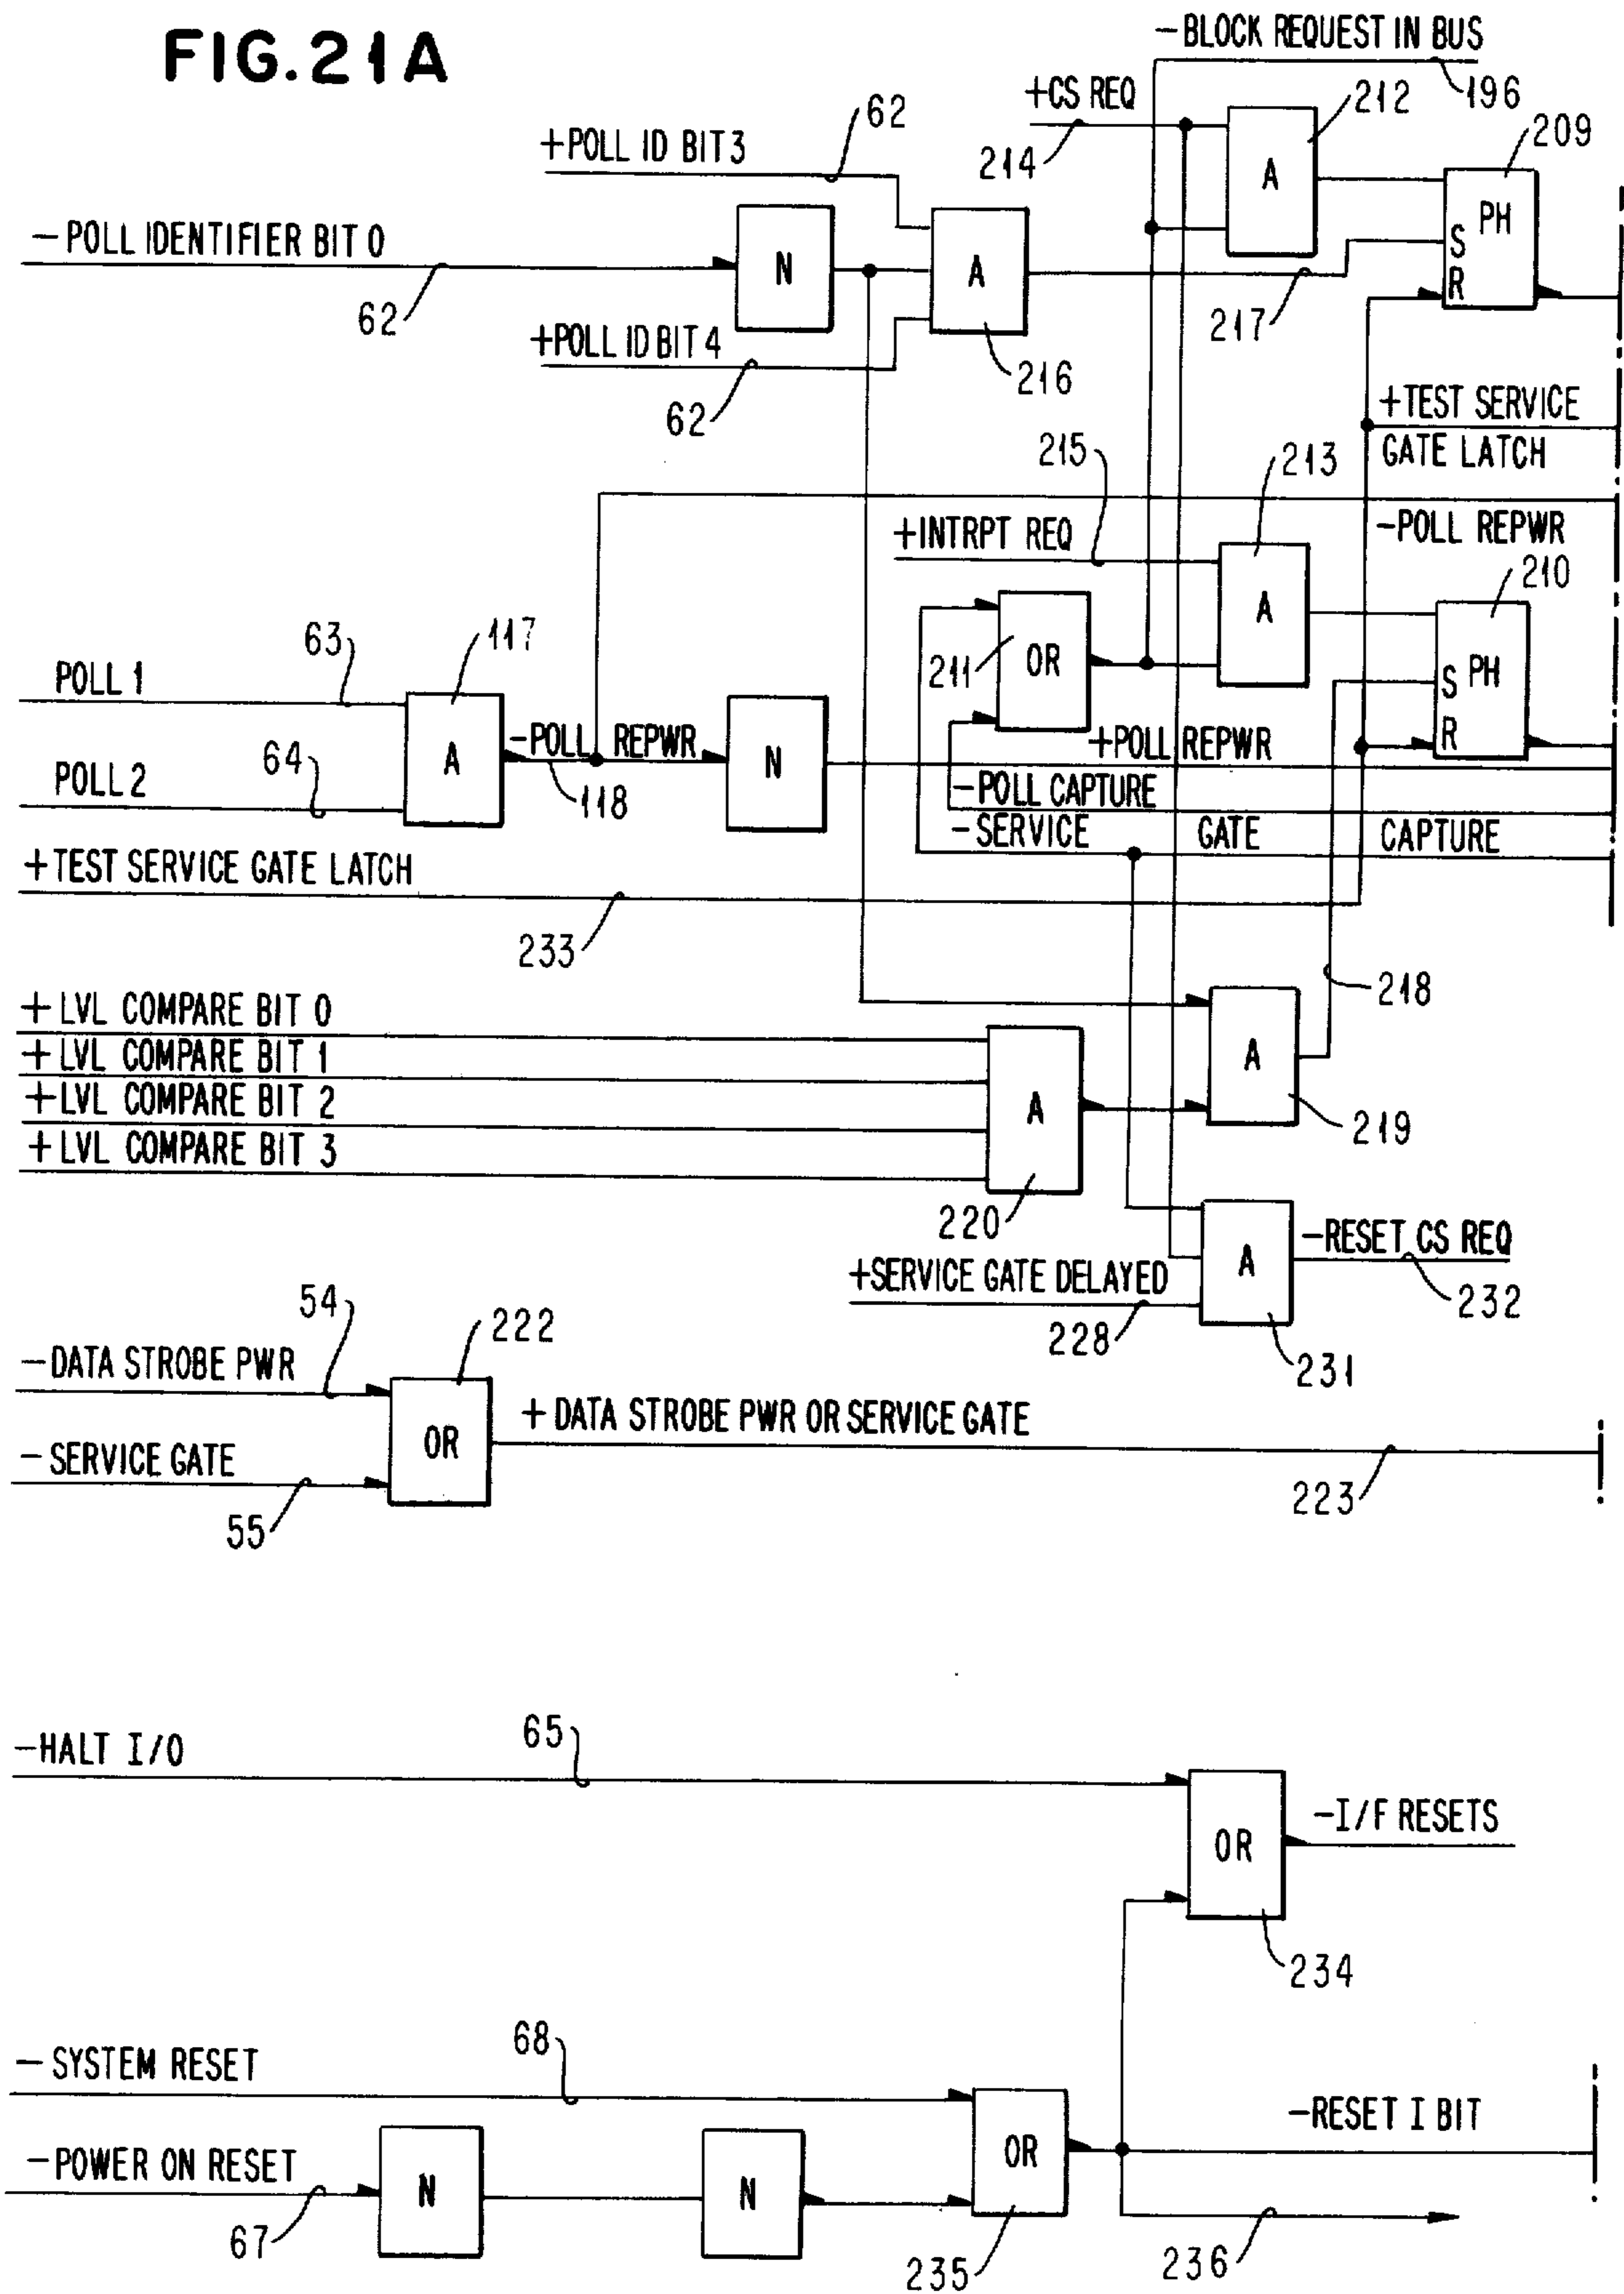 FIG.21A
-BLOCK REQUEST IN BUS
196
+CS REQ
214
212
A
209
PH
S
R
+POLL ID BIT 3
62
-POLL IDENTIFIER BIT 0
62
N
A
216
217
+POLL ID BIT 4
62
+TEST SERVICE
GATE LATCH
215
213
+INTRPT REQ
A
-POLL REPWR
210
PH
S
R
211
OR
POLL 1
63
117
A
POLL 2
64
-POLL REPWR
118
N
+POLL REPWR
-POLL CAPTURE
-SERVICE GATE CAPTURE
+TEST SERVICE GATE LATCH
233
218
+LVL COMPARE BIT 0
+LVL COMPARE BIT 1
+LVL COMPARE BIT 2
+LVL COMPARE BIT 3
A
220
A
219
+SERVICE GATE DELAYED
228
A
231
-RESET CS REQ
232
-DATA STROBE PWR
54
222
OR
-SERVICE GATE
55
+DATA STROBE PWR OR SERVICE GATE
223
-HALT I/O
65
OR
234
-I/F RESETS
-SYSTEM RESET
68
-POWER ON RESET
67
N
N
OR
235
-RESET I BIT
236